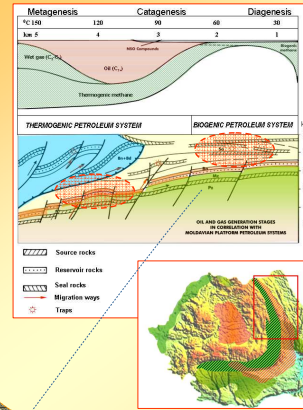 Metagenesis Catagenesis Diagenesis
°C 150 120 90 60 30
km 5 4 3 2 1
NSO Compounds
Biogenic
methane
Wet gas (C₂-C₅)
Oil (C₆₊)
Thermogenic methane
THERMOGENIC PETROLEUM SYSTEM BIOGENIC PETROLEUM SYSTEM
OIL AND GAS GENERATION STAGES
IN CORRELATION WITH
MOLDAVIAN PLATFORM PETROLEUM SYSTEMS
Source rocks
Reservoir rocks
Seal rocks
Migration ways
Traps